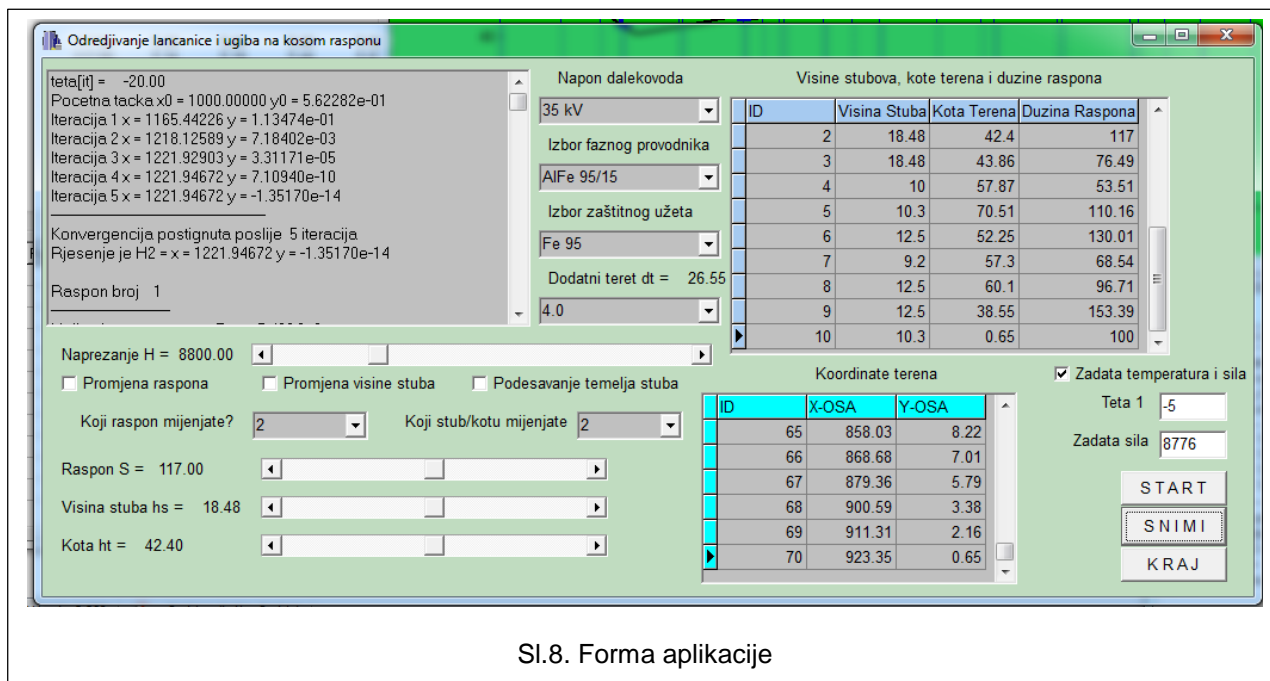 Odredjivanje lancanice i ugiba na kosom rasponu
teta[it] = -20.00
Pocetna tacka x0 = 1000.00000 y0 = 5.62282e-01
Iteracija 1 x = 1165.44226 y = 1.13474e-01
Iteracija 2 x = 1218.12589 y = 7.18402e-03
Iteracija 3 x = 1221.92903 y = 3.31171e-05
Iteracija 4 x = 1221.94672 y = 7.10940e-10
Iteracija 5 x = 1221.94672 y = -1.35170e-14
Konvergencija postignuta poslije 5 iteracija
Rjesenje je H2 = x = 1221.94672 y = -1.35170e-14
Raspon broj 1
Napon dalekovoda
35 kV
Izbor faznog provodnika
AlFe 95/15
Izbor zaštitnog užeta
Fe 95
Dodatni teret dt = 26.55
4.0
Visine stubova, kote terena i duzine raspona
ID Visina Stuba Kota Terena Duzina Raspona
2 18.48 42.4 117
3 18.48 43.86 76.49
4 10 57.87 53.51
5 10.3 70.51 110.16
6 12.5 52.25 130.01
7 9.2 57.3 68.54
8 12.5 60.1 96.71
9 12.5 38.55 153.39
10 10.3 0.65 100
Naprezanje H = 8800.00
Promjena raspona Promjena visine stuba Podesavanje temelja stuba
Koji raspon mijenjate? 2 Koji stub/kotu mijenjate 2
Raspon S = 117.00
Visina stuba hs = 18.48
Kota ht = 42.40
Koordinate terena
ID X-OSA Y-OSA
65 858.03 8.22
66 868.68 7.01
67 879.36 5.79
68 900.59 3.38
69 911.31 2.16
70 923.35 0.65
Zadata temperatura i sila
Teta 1 -5
Zadata sila 8776
START
SNIMI
KRAJ
Sl.8. Forma aplikacije